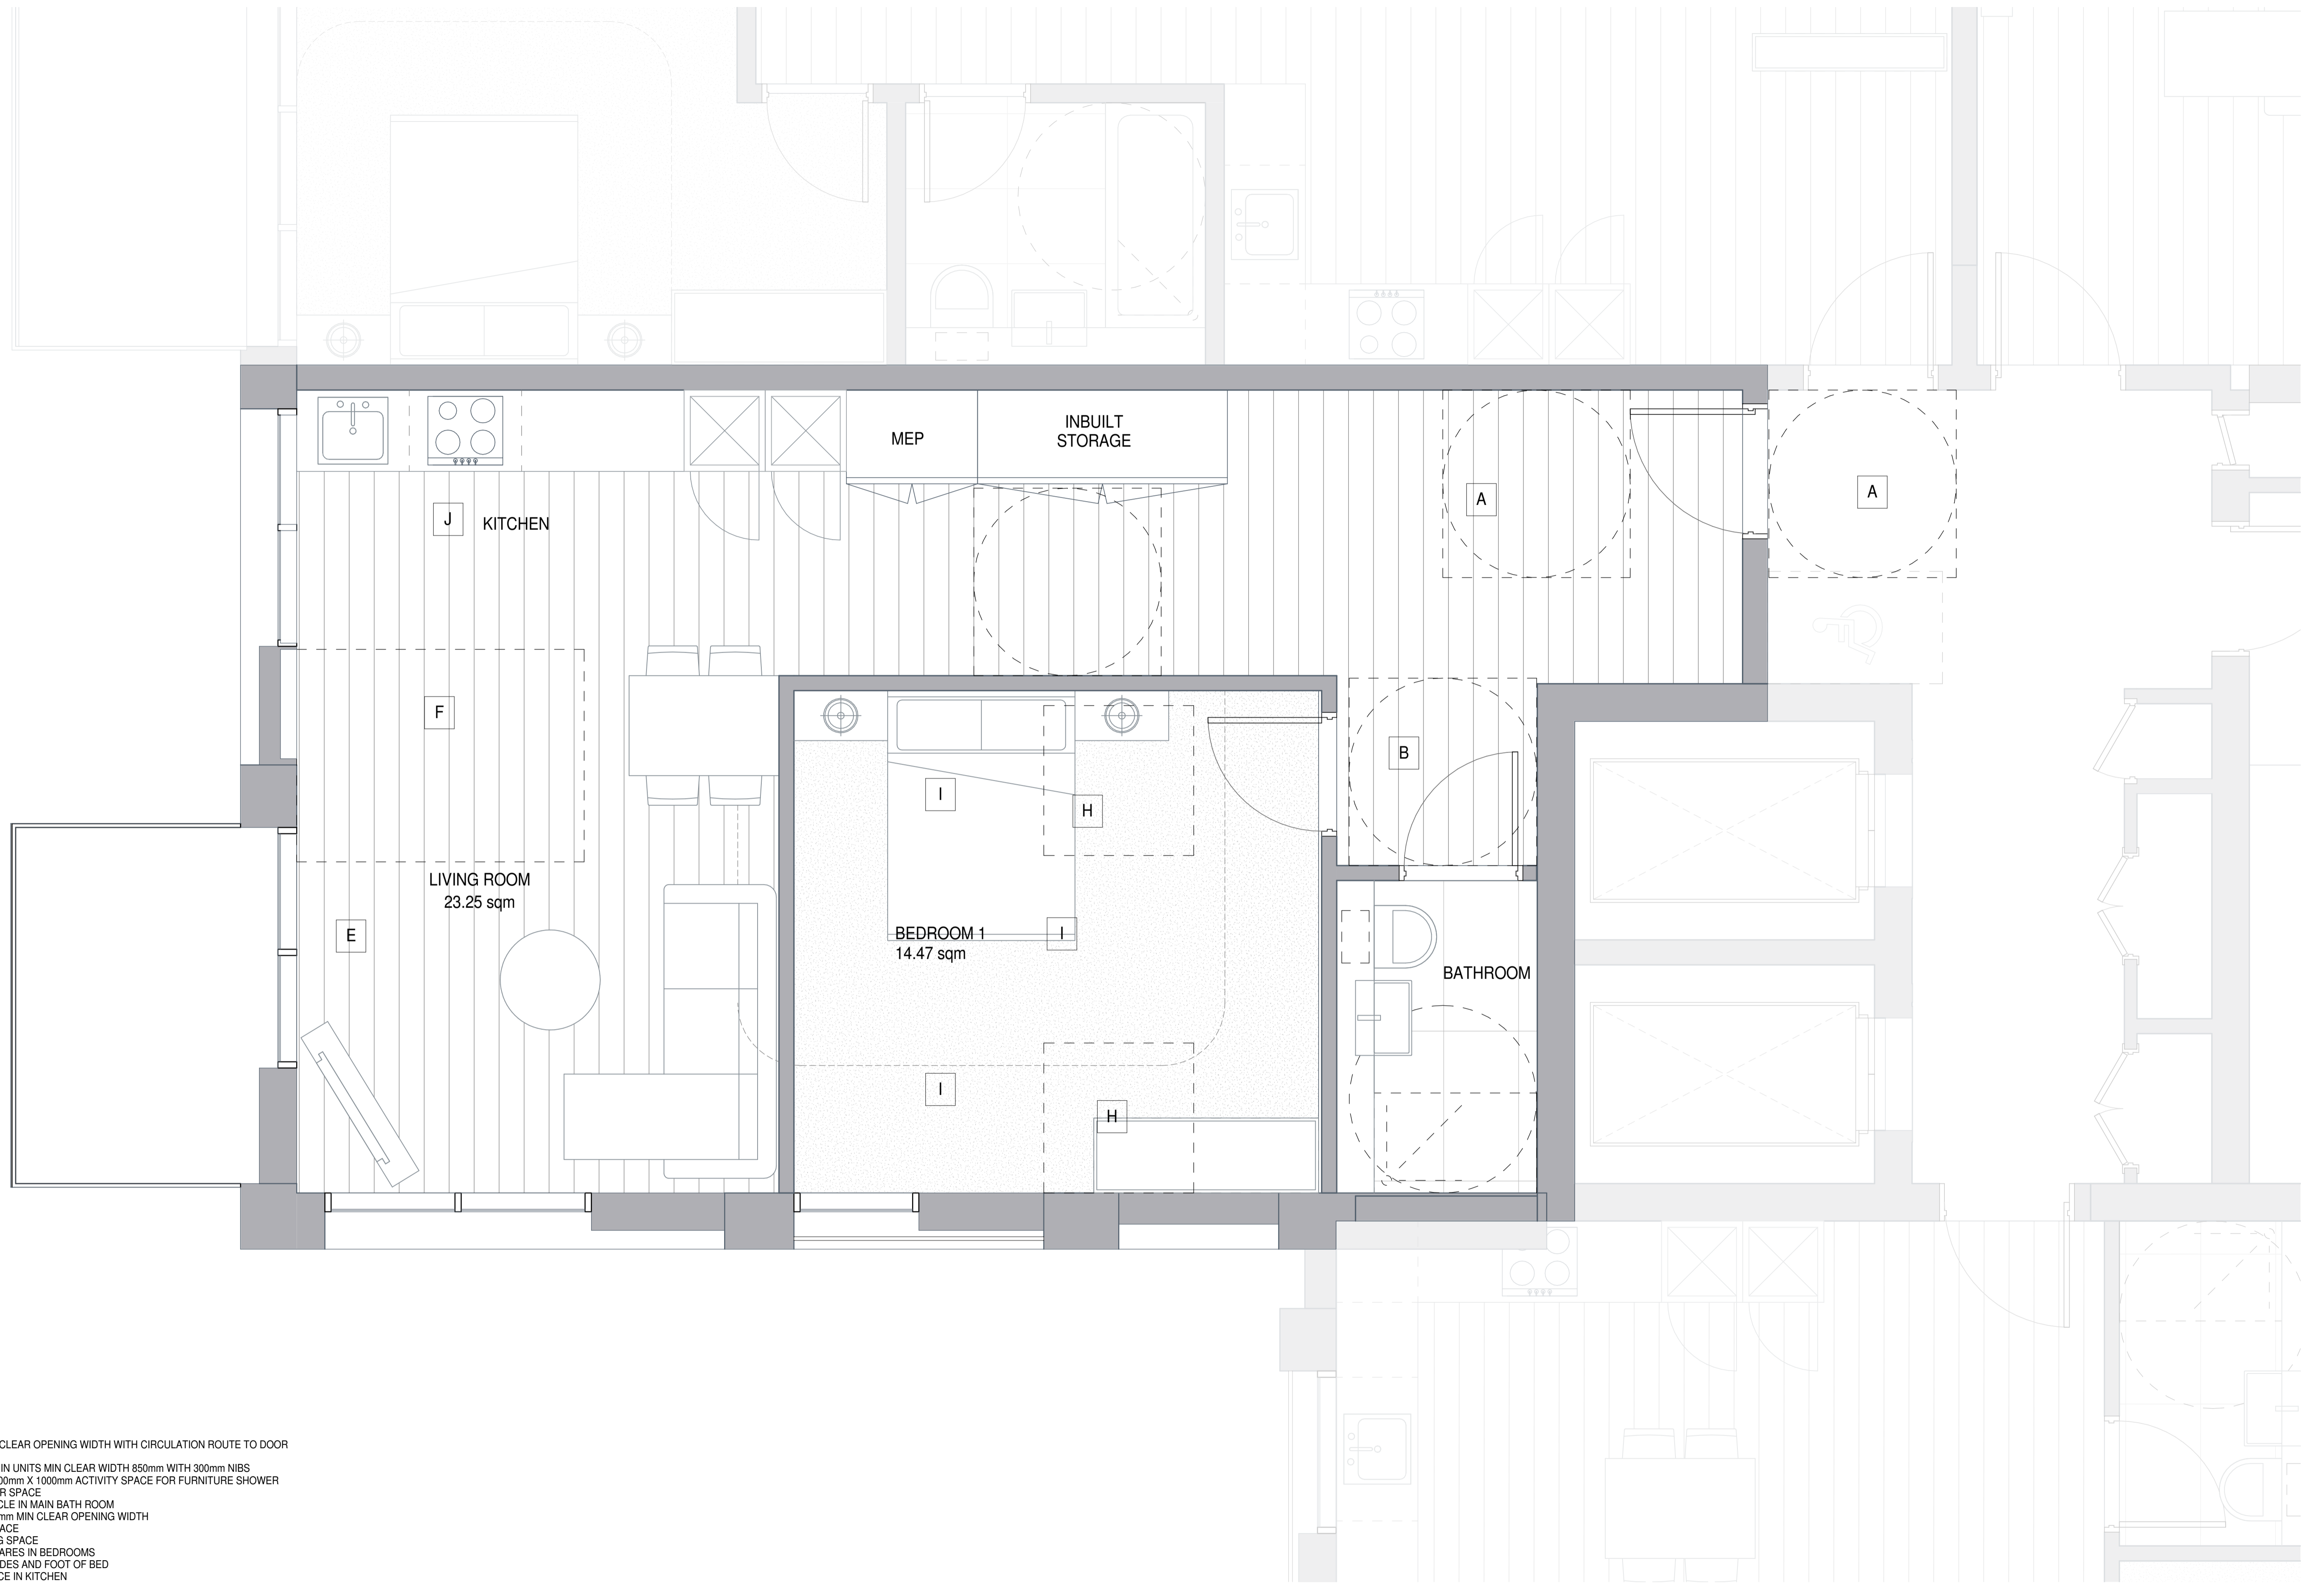 MEP
INBUILT
STORAGE
A
A
J
KITCHEN
F
B
I
H
LIVING ROOM
23.25 sqm
E
BEDROOM 1
14.47 sqm
I
BATHROOM
I
H
CLEAR OPENING WIDTH WITH CIRCULATION ROUTE TO DOOR
IN UNITS MIN CLEAR WIDTH 850mm WITH 300mm NIBS
00mm X 1000mm ACTIVITY SPACE FOR FURNITURE SHOWER
R SPACE
CLE IN MAIN BATH ROOM
mm MIN CLEAR OPENING WIDTH
ACE
G SPACE
ARES IN BEDROOMS
DES AND FOOT OF BED
CE IN KITCHEN